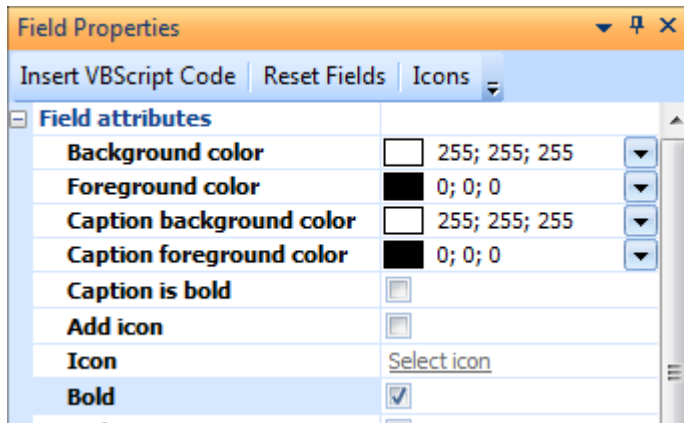 Field Properties
Insert VBScript Code Reset Fields Icons
Field attributes
Background color 255; 255; 255
Foreground color 0; 0; 0
Caption background color 255; 255; 255
Caption foreground color 0; 0; 0
Caption is bold
Add icon
Icon Select icon
Bold